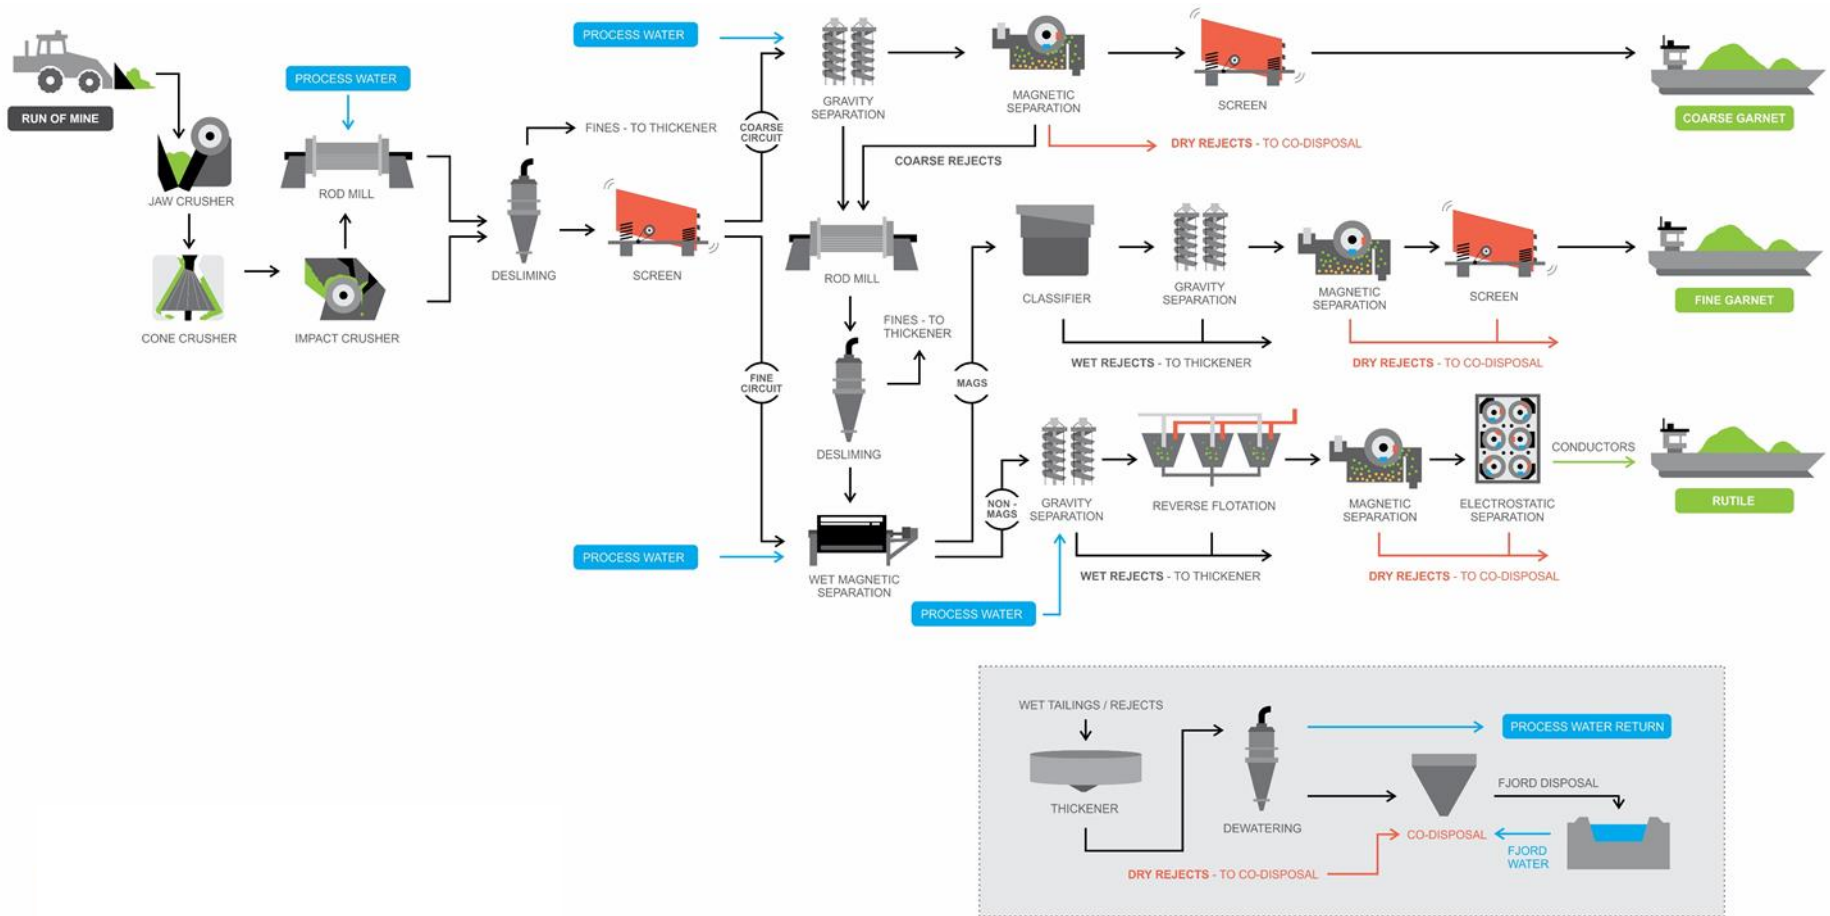 RUN OF MINE
JAW CRUSHER
CONE CRUSHER
PROCESS WATER
ROD MILL
IMPACT CRUSHER
FINES - TO THICKENER
DESLIMING
SCREEN
COARSE
CIRCUIT
FINE
CIRCUIT
PROCESS WATER
GRAVITY
SEPARATION
MAGNETIC
SEPARATION
SCREEN
COARSE GARNET
COARSE REJECTS
DRY REJECTS - TO CO-DISPOSAL
ROD MILL
FINES - TO
THICKENER
DESLIMING
PROCESS WATER
WET MAGNETIC
SEPARATION
MAGS
NON -
MAGS
CLASSIFIER
GRAVITY
SEPARATION
MAGNETIC
SEPARATION
SCREEN
FINE GARNET
WET REJECTS - TO THICKENER
DRY REJECTS - TO CO-DISPOSAL
GRAVITY
SEPARATION
REVERSE FLOTATION
MAGNETIC
SEPARATION
ELECTROSTATIC
SEPARATION
CONDUCTORS
RUTILE
WET REJECTS - TO THICKENER
DRY REJECTS - TO CO-DISPOSAL
PROCESS WATER
WET TAILINGS / REJECTS
THICKENER
DEWATERING
PROCESS WATER RETURN
FJORD DISPOSAL
CO-DISPOSAL
FJORD
WATER
DRY REJECTS - TO CO-DISPOSAL